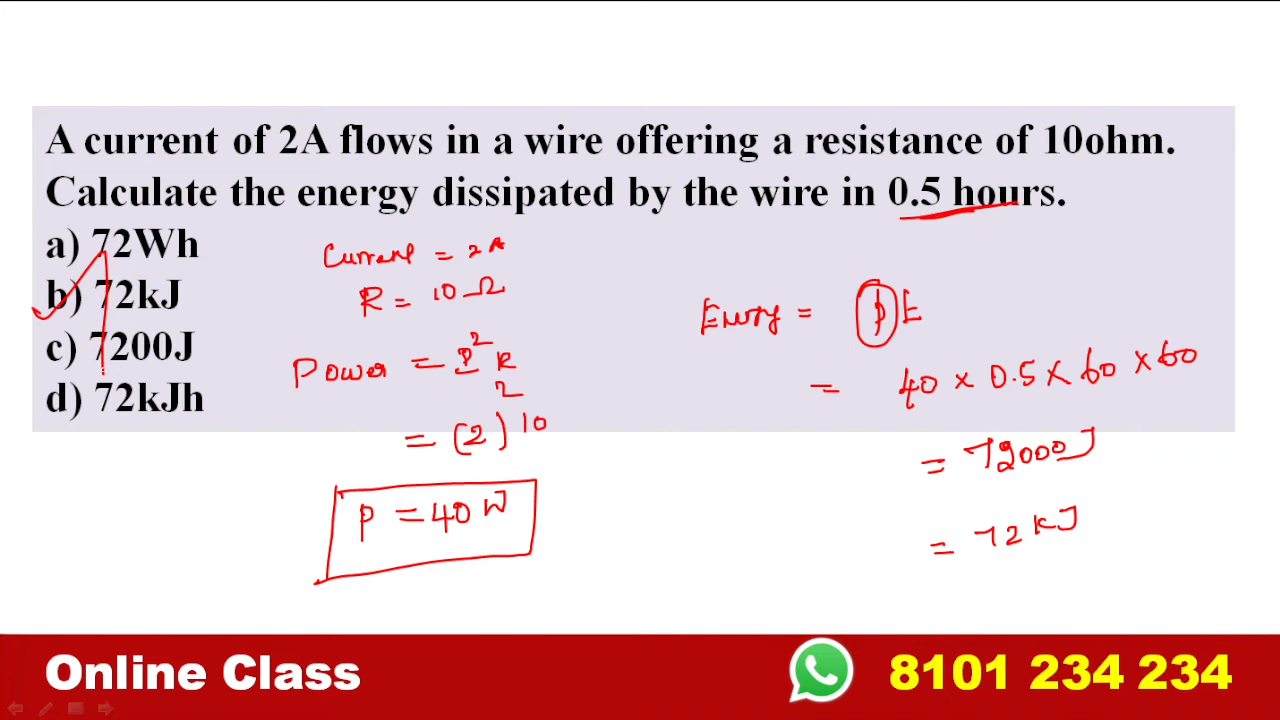 A current of 2A flows in a wire offering a resistance of 10ohm.
Calculate the energy dissipated by the wire in 0.5 hours.
a) 72Wh
b) 72kJ
c) 7200J
d) 72kJh
Current = 2A
R = 10 Ω
Power = I² R
= (2)² 10
P = 40 W
Energy = P E
= 40 × 0.5 × 60 × 60
= 72000J
= 72 KJ
Online Class
8101 234 234